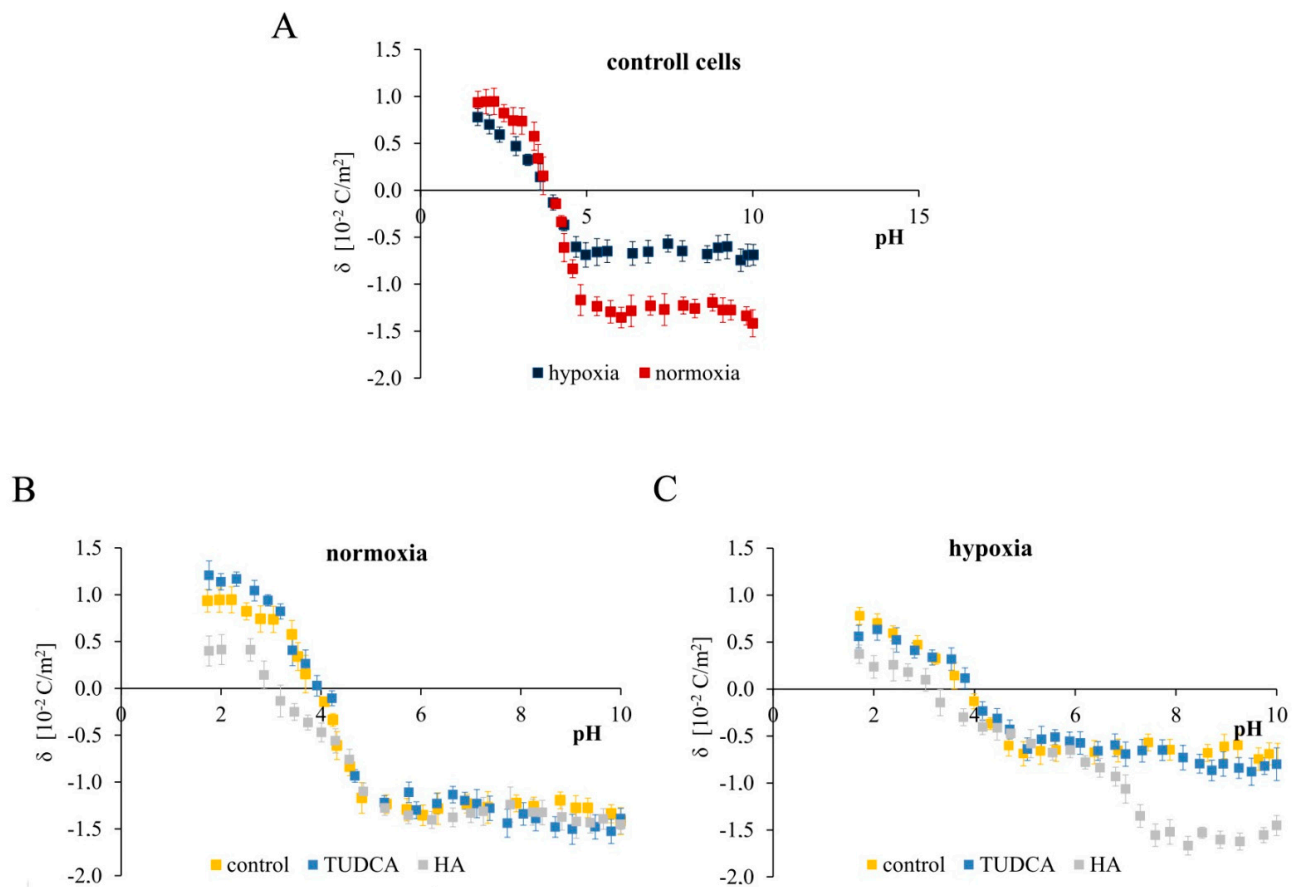 A
controll cells
1.5
1.0
0.5
0.0
-0.5
-1.0
-1.5
-2.0
δ [10⁻² C/m²]
0 5 10 15
pH
hypoxia normoxia
B
normoxia
1.5
1.0
0.5
0.0
-0.5
-1.0
-1.5
-2.0
δ [10⁻² C/m²]
0 2 4 6 8 10
pH
control TUDCA HA
C
hypoxia
1.5
1.0
0.5
0.0
-0.5
-1.0
-1.5
-2.0
δ [10⁻² C/m²]
0 2 4 6 8 10
pH
control TUDCA HA